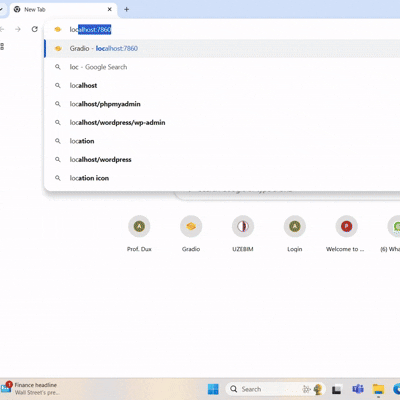 New Tab
localhost:7860
Gradio - localhost:7860
loc - Google Search
localhost
localhost/phpmyadmin
localhost/wordpress/wp-admin
location
localhost/wordpress
location icon
Prof. Dux
Gradio
UZEBIM
Login
Welcome to ...
(6) Wha
1
Finance headline
Wall Street's pre...
Search